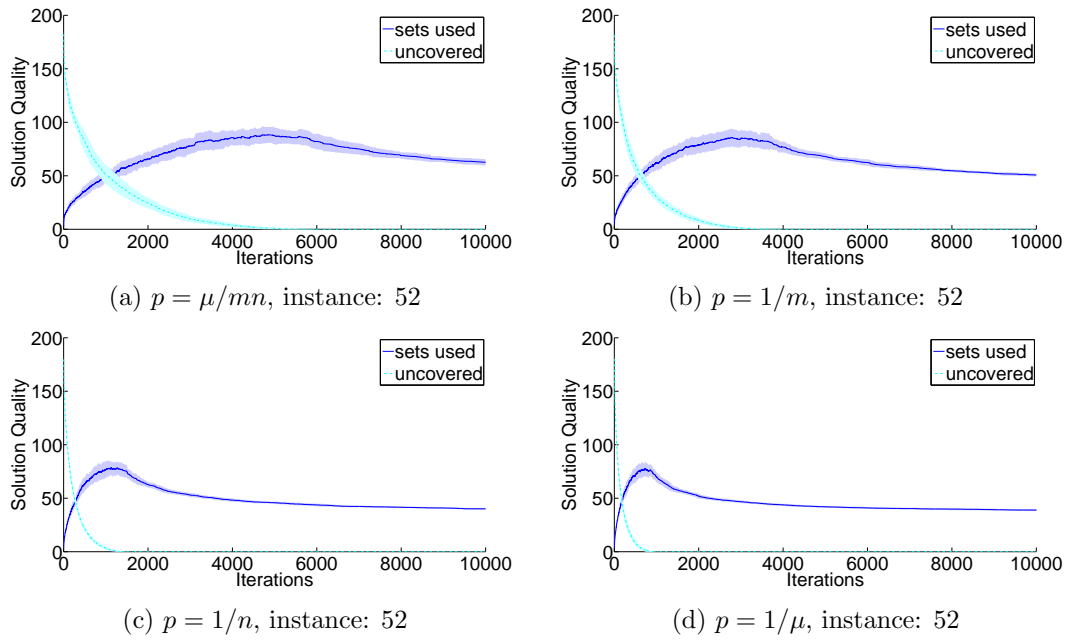 200
150
100
50
0
Solution Quality
sets used
uncovered
0 2000 4000 6000 8000 10000
Iterations
(a) p = μ/mn, instance: 52
200
150
100
50
0
Solution Quality
sets used
uncovered
0 2000 4000 6000 8000 10000
Iterations
(b) p = 1/m, instance: 52
200
150
100
50
0
Solution Quality
sets used
uncovered
0 2000 4000 6000 8000 10000
Iterations
(c) p = 1/n, instance: 52
200
150
100
50
0
Solution Quality
sets used
uncovered
0 2000 4000 6000 8000 10000
Iterations
(d) p = 1/μ, instance: 52